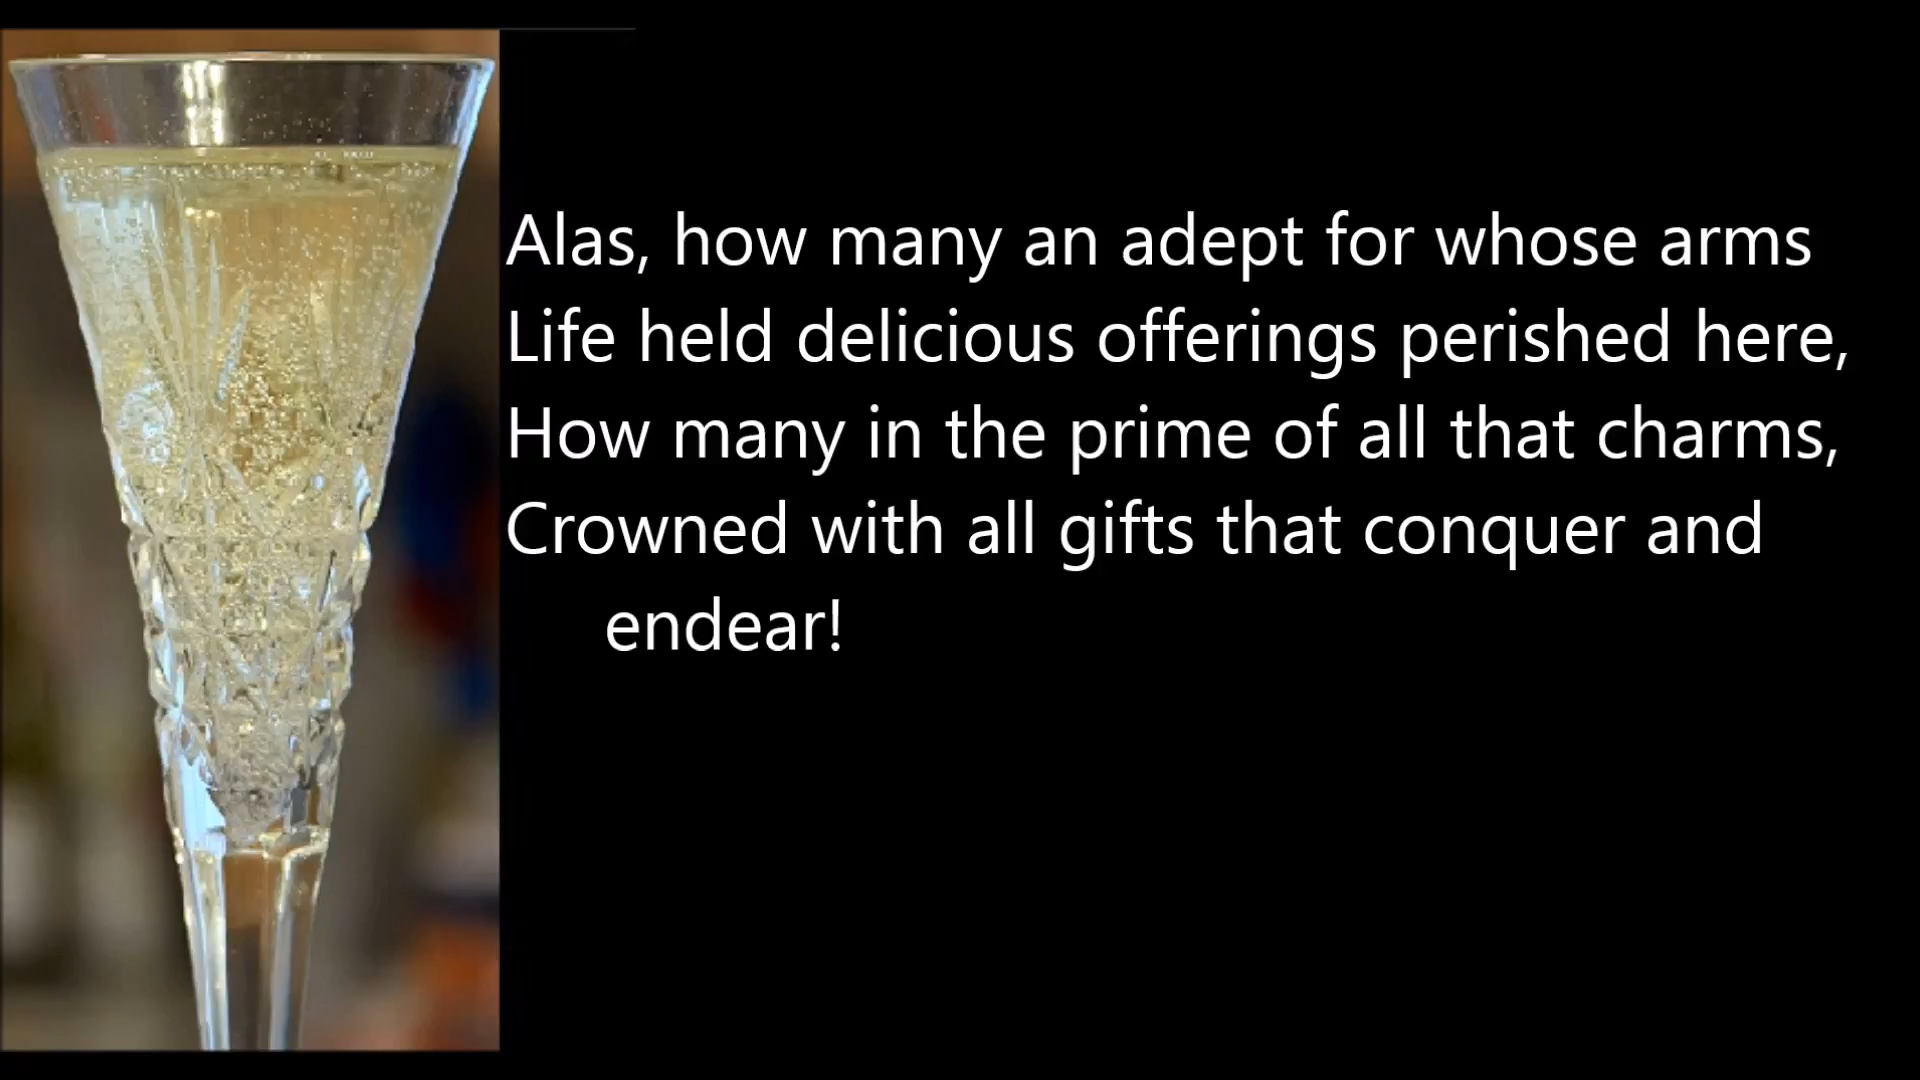 Alas, how many an adept for whose arms
Life held delicious offerings perished here,
How many in the prime of all that charms,
Crowned with all gifts that conquer and
endear!